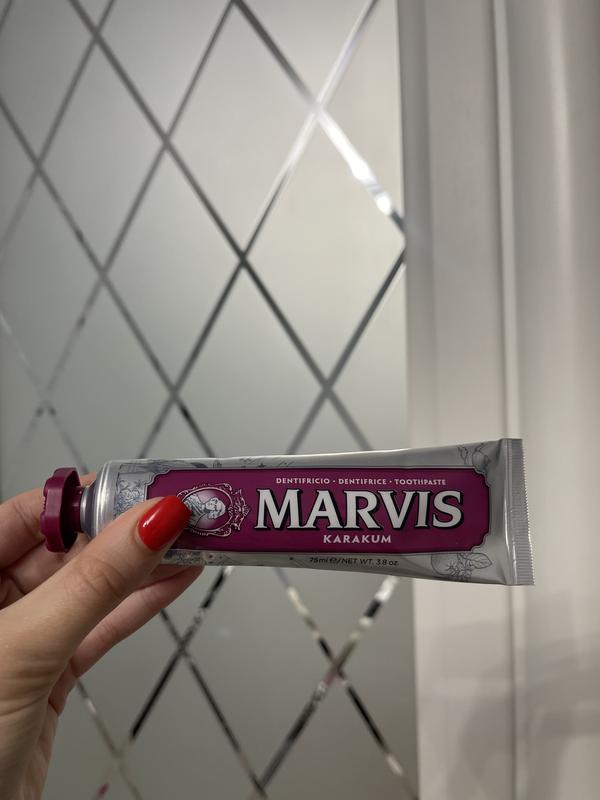 DENTIFRICIO · DENTIFRICE · TOOTHPASTE
MARVIS
KARAKUM
75ml ℮/NET WT. 3.8 oz.